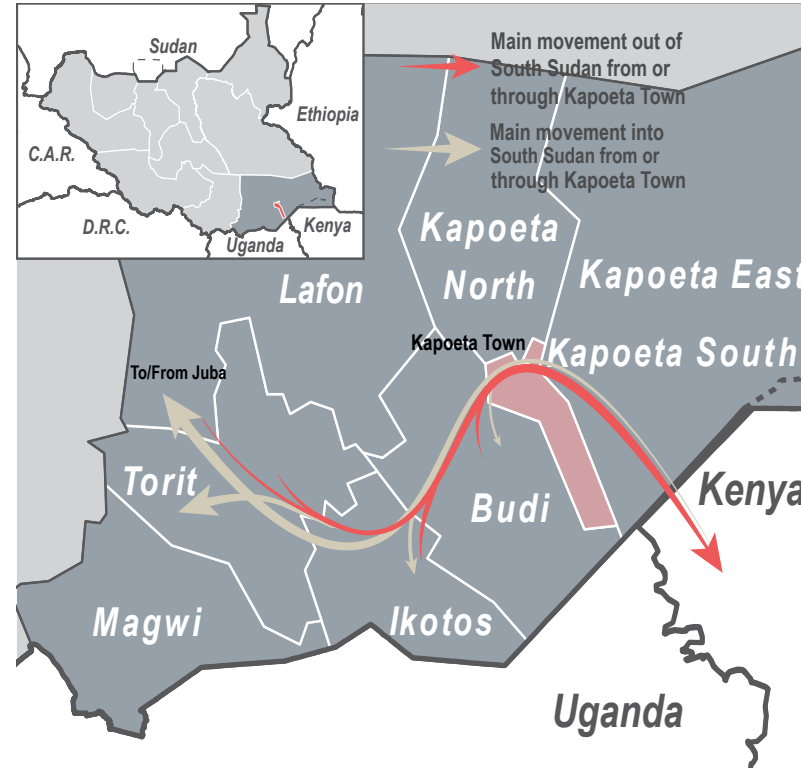 Sudan
Ethiopia
C.A.R.
D.R.C.
Uganda
Kenya
Main movement out of
South Sudan from or
through Kapoeta Town
Main movement into
South Sudan from or
through Kapoeta Town
Kapoeta
North
Lafon
Kapoeta East
Kapoeta Town
Kapoeta South
To/From Juba
Torit
Budi
Kenya
Magwi
Ikotos
Uganda